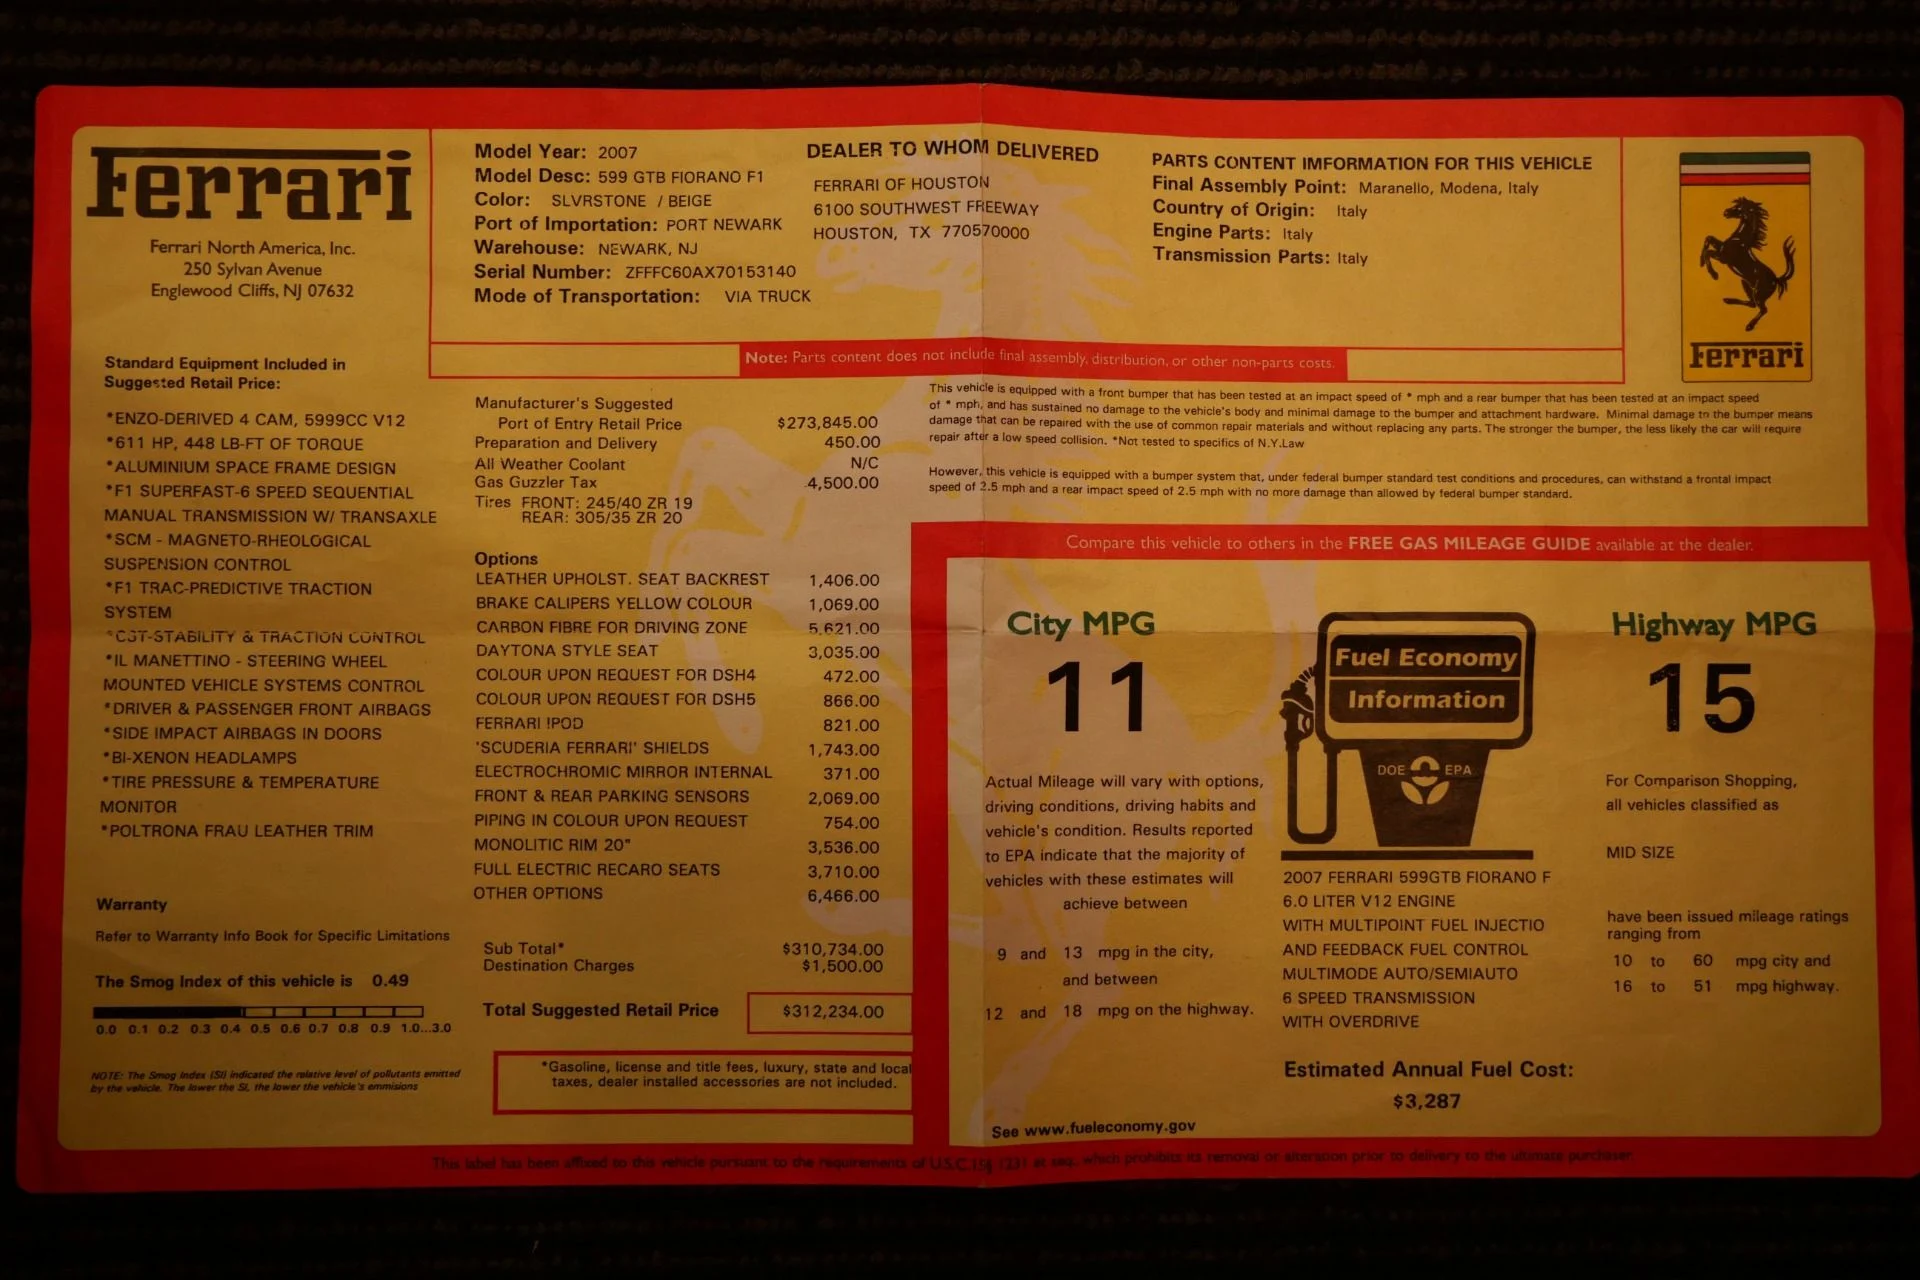 Ferrari
Ferrari North America, Inc.
250 Sylvan Avenue
Englewood Cliffs, NJ 07632
Model Year: 2007
Model Desc: 599 GTB FIORANO F1
Color: SLVRSTONE / BEIGE
Port of Importation: PORT NEWARK
Warehouse: NEWARK, NJ
Serial Number: ZFFFC60AX70153140
Mode of Transportation: VIA TRUCK
DEALER TO WHOM DELIVERED
FERRARI OF HOUSTON
6100 SOUTHWEST FREEWAY
HOUSTON, TX 770570000
PARTS CONTENT IMFORMATION FOR THIS VEHICLE
Final Assembly Point: Maranello, Modena, Italy
Country of Origin: Italy
Engine Parts: Italy
Transmission Parts: Italy
Ferrari
Note: Parts content does not include final assembly, distribution, or other non-parts costs.
Standard Equipment Included in
Suggested Retail Price:
*ENZO-DERIVED 4 CAM, 5999CC V12
*611 HP, 448 LB-FT OF TORQUE
*ALUMINIUM SPACE FRAME DESIGN
*F1 SUPERFAST-6 SPEED SEQUENTIAL
MANUAL TRANSMISSION W/ TRANSAXLE
*SCM - MAGNETO-RHEOLOGICAL
SUSPENSION CONTROL
*F1 TRAC-PREDICTIVE TRACTION
SYSTEM
*CST-STABILITY & TRACTION CONTROL
*IL MANETTINO - STEERING WHEEL
MOUNTED VEHICLE SYSTEMS CONTROL
*DRIVER & PASSENGER FRONT AIRBAGS
*SIDE IMPACT AIRBAGS IN DOORS
*BI-XENON HEADLAMPS
*TIRE PRESSURE & TEMPERATURE
MONITOR
*POLTRONA FRAU LEATHER TRIM
Warranty
Refer to Warranty Info Book for Specific Limitations
The Smog Index of this vehicle is 0.49
0.0 0.1 0.2 0.3 0.4 0.5 0.6 0.7 0.8 0.9 1.0...3.0
NOTE: The Smog Index (SI) indicated the relative level of pollutants emitted
by the vehicle. The lower the SI, the lower the vehicle's emmisions
Manufacturer's Suggested
Port of Entry Retail Price $273,845.00
Preparation and Delivery 450.00
All Weather Coolant N/C
Gas Guzzler Tax 4,500.00
Tires FRONT: 245/40 ZR 19
REAR: 305/35 ZR 20
Options
LEATHER UPHOLST. SEAT BACKREST 1,406.00
BRAKE CALIPERS YELLOW COLOUR 1,069.00
CARBON FIBRE FOR DRIVING ZONE 5,621.00
DAYTONA STYLE SEAT 3,035.00
COLOUR UPON REQUEST FOR DSH4 472.00
COLOUR UPON REQUEST FOR DSH5 866.00
FERRARI IPOD 821.00
'SCUDERIA FERRARI' SHIELDS 1,743.00
ELECTROCHROMIC MIRROR INTERNAL 371.00
FRONT & REAR PARKING SENSORS 2,069.00
PIPING IN COLOUR UPON REQUEST 754.00
MONOLITIC RIM 20" 3,536.00
FULL ELECTRIC RECARO SEATS 3,710.00
OTHER OPTIONS 6,466.00
Sub Total* $310,734.00
Destination Charges $1,500.00
Total Suggested Retail Price $312,234.00
*Gasoline, license and title fees, luxury, state and local
taxes, dealer installed accessories are not included.
This vehicle is equipped with a front bumper that has been tested at an impact speed of * mph and a rear bumper that has been tested at an impact speed
of * mph, and has sustained no damage to the vehicle's body and minimal damage to the bumper and attachment hardware. Minimal damage to the bumper means
damage that can be repaired with the use of common repair materials and without replacing any parts. The stronger the bumper, the less likely the car will require
repair after a low speed collision. *Not tested to specifics of N.Y.Law
However, this vehicle is equipped with a bumper system that, under federal bumper standard test conditions and procedures, can withstand a frontal impact
speed of 2.5 mph and a rear impact speed of 2.5 mph with no more damage than allowed by federal bumper standard.
Compare this vehicle to others in the FREE GAS MILEAGE GUIDE available at the dealer.
City MPG
11
Actual Mileage will vary with options,
driving conditions, driving habits and
vehicle's condition. Results reported
to EPA indicate that the majority of
vehicles with these estimates will
achieve between
9 and 13 mpg in the city,
and between
12 and 18 mpg on the highway.
See www.fueleconomy.gov
Fuel Economy
Information
DOE EPA
2007 FERRARI 599GTB FIORANO F
6.0 LITER V12 ENGINE
WITH MULTIPOINT FUEL INJECTIO
AND FEEDBACK FUEL CONTROL
MULTIMODE AUTO/SEMIAUTO
6 SPEED TRANSMISSION
WITH OVERDRIVE
Estimated Annual Fuel Cost:
$3,287
Highway MPG
15
For Comparison Shopping,
all vehicles classified as
MID SIZE
have been issued mileage ratings
ranging from
10 to 60 mpg city and
16 to 51 mpg highway.
This label has been affixed to this vehicle pursuant to the requirements of U.S.C.15§ 1231 et seq., which prohibits its removal or alteration prior to delivery to the ultimate purchaser.